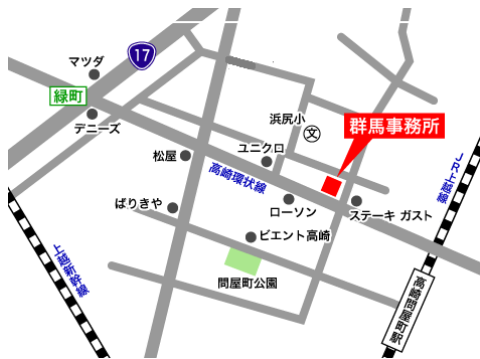 17
マツダ
緑町
デニーズ
浜尻小
文
群馬事務所
松屋
ユニクロ
高崎環状線
JR上越線
ばりきや
ローソン
ステーキ ガスト
ビエント高崎
上越新幹線
問屋町公園
高崎問屋町駅